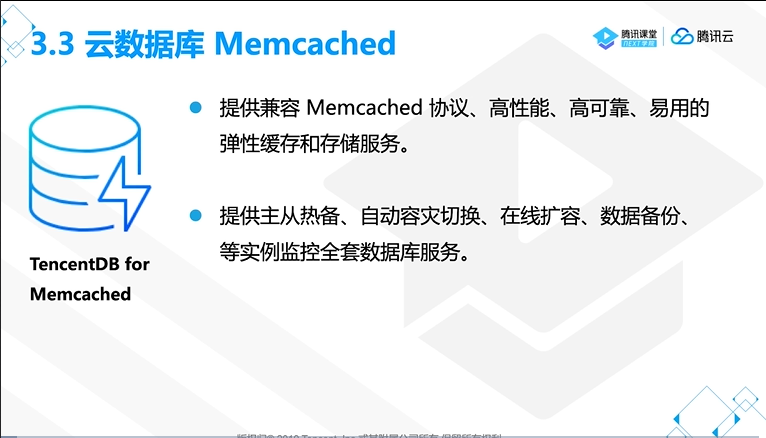 3.3 云数据库 Memcached
腾讯课堂
NEXT学院
腾讯云
提供兼容 Memcached 协议、高性能、高可靠、易用的
弹性缓存和存储服务。
提供主从热备、自动容灾切换、在线扩容、数据备份、
等实例监控全套数据库服务。
TencentDB for
Memcached